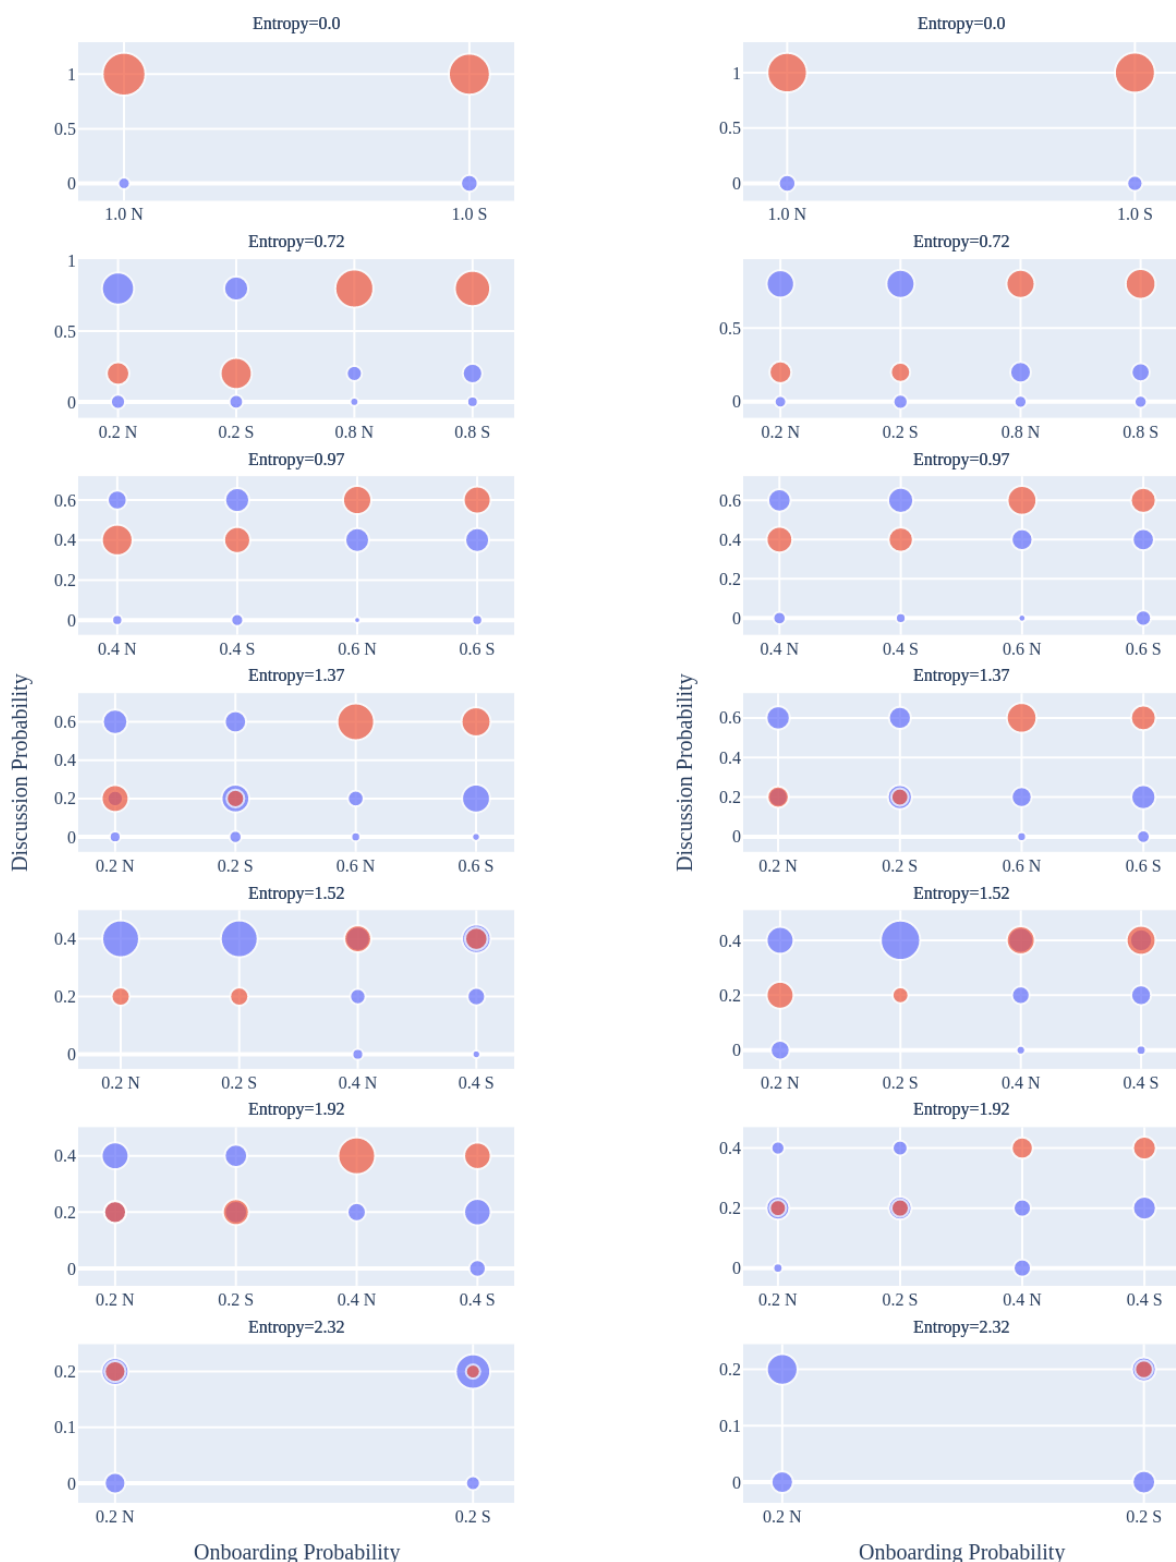 Entropy=0.0
1
0.5
0
1.0 N 1.0 S
Entropy=0.72
1
0.5
0
0.2 N 0.2 S 0.8 N 0.8 S
Entropy=0.97
0.6
0.4
0.2
0
0.4 N 0.4 S 0.6 N 0.6 S
Entropy=1.37
0.6
0.4
0.2
0
0.2 N 0.2 S 0.6 N 0.6 S
Entropy=1.52
0.4
0.2
0
0.2 N 0.2 S 0.4 N 0.4 S
Entropy=1.92
0.4
0.2
0
0.2 N 0.2 S 0.4 N 0.4 S
Entropy=2.32
0.2
0.1
0
0.2 N 0.2 S
Discussion Probability
Onboarding Probability
Entropy=0.0
1
0.5
0
1.0 N 1.0 S
Entropy=0.72
0.5
0
0.2 N 0.2 S 0.8 N 0.8 S
Entropy=0.97
0.6
0.4
0.2
0
0.4 N 0.4 S 0.6 N 0.6 S
Entropy=1.37
0.6
0.4
0.2
0
0.2 N 0.2 S 0.6 N 0.6 S
Entropy=1.52
0.4
0.2
0
0.2 N 0.2 S 0.4 N 0.4 S
Entropy=1.92
0.4
0.2
0
0.2 N 0.2 S 0.4 N 0.4 S
Entropy=2.32
0.2
0.1
0
0.2 N 0.2 S
Discussion Probability
Onboarding Probability